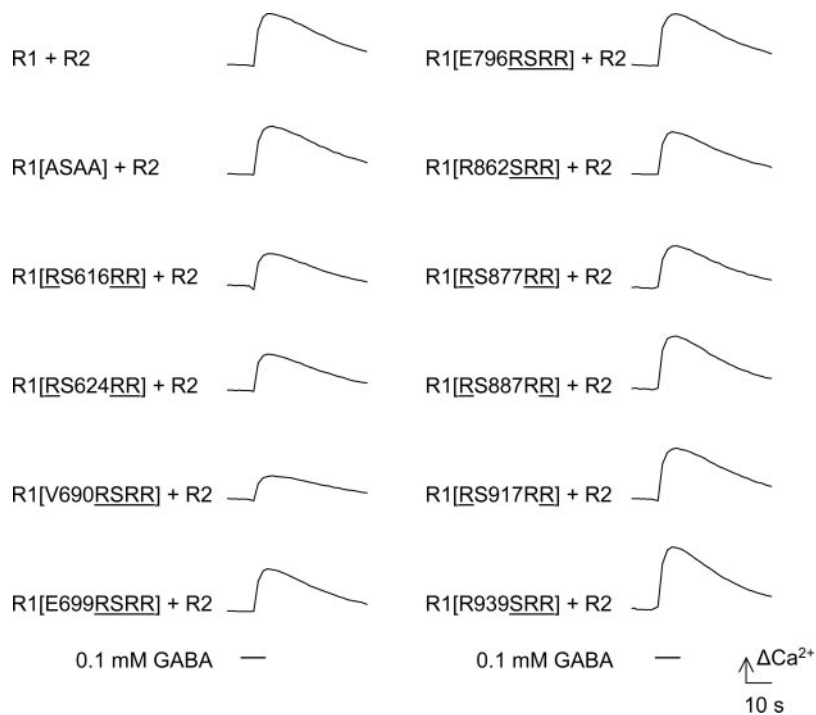 R1 + R2
R1[ASAA] + R2
R1[RS616RR] + R2
R1[RS624RR] + R2
R1[V690RSRR] + R2
R1[E699RSRR] + R2
0.1 mM GABA
R1[E796RSRR] + R2
R1[R862SRR] + R2
R1[RS877RR] + R2
R1[RS887RR] + R2
R1[RS917RR] + R2
R1[R939SRR] + R2
0.1 mM GABA
ΔCa²⁺
10 s